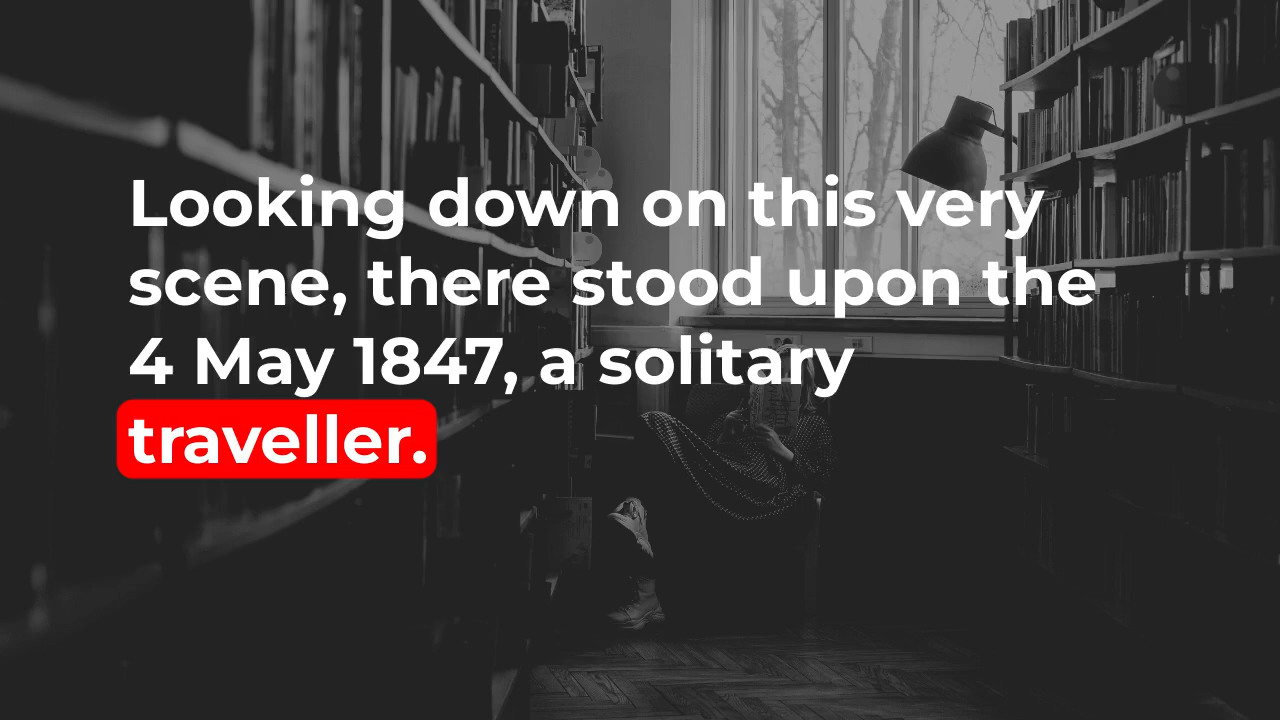 Looking down on this very
scene, there stood upon the
4 May 1847, a solitary
traveller.